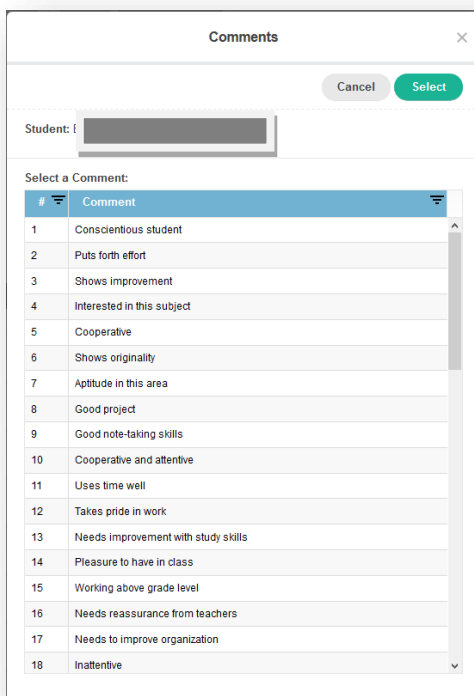 Comments
Cancel Select
Student:
Select a Comment:
# Comment
1 Conscientious student
2 Puts forth effort
3 Shows improvement
4 Interested in this subject
5 Cooperative
6 Shows originality
7 Aptitude in this area
8 Good project
9 Good note-taking skills
10 Cooperative and attentive
11 Uses time well
12 Takes pride in work
13 Needs improvement with study skills
14 Pleasure to have in class
15 Working above grade level
16 Needs reassurance from teachers
17 Needs to improve organization
18 Inattentive